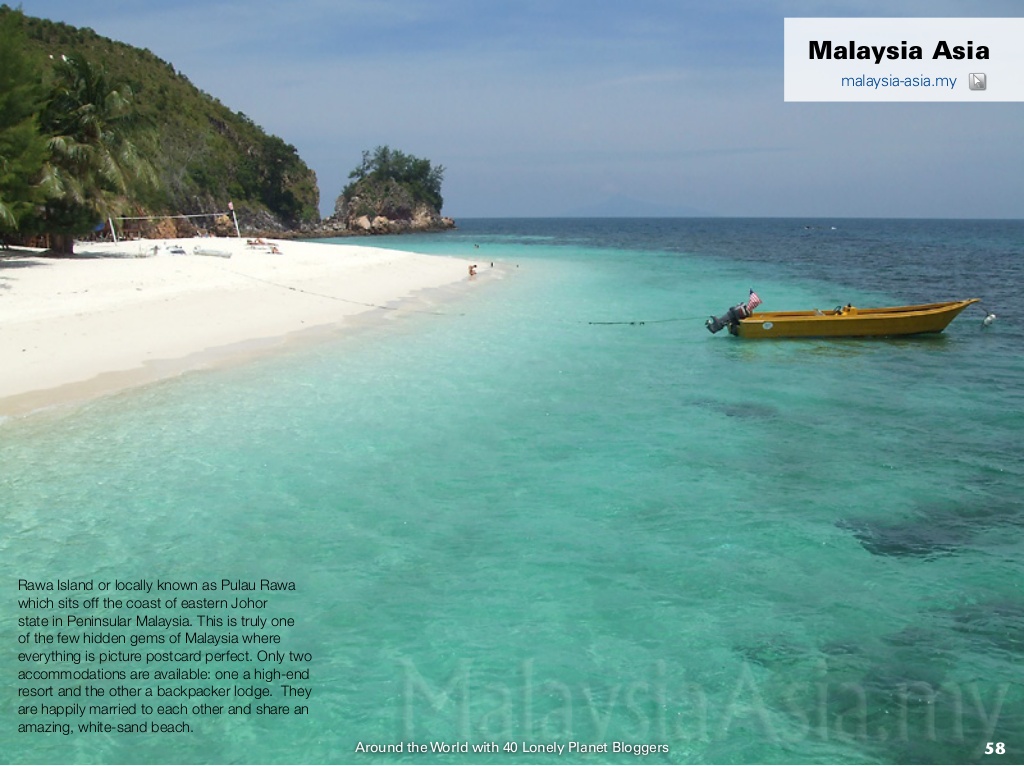 Malaysia Asia
malaysia-asia.my
Rawa Island or locally known as Pulau Rawa
which sits off the coast of eastern Johor
state in Peninsular Malaysia. This is truly one
of the few hidden gems of Malaysia where
everything is picture postcard perfect. Only two
accommodations are available: one a high-end
resort and the other a backpacker lodge.  They
are happily married to each other and share an
amazing, white-sand beach.
MalaysiaAsia.my
Around the World with 40 Lonely Planet Bloggers
58